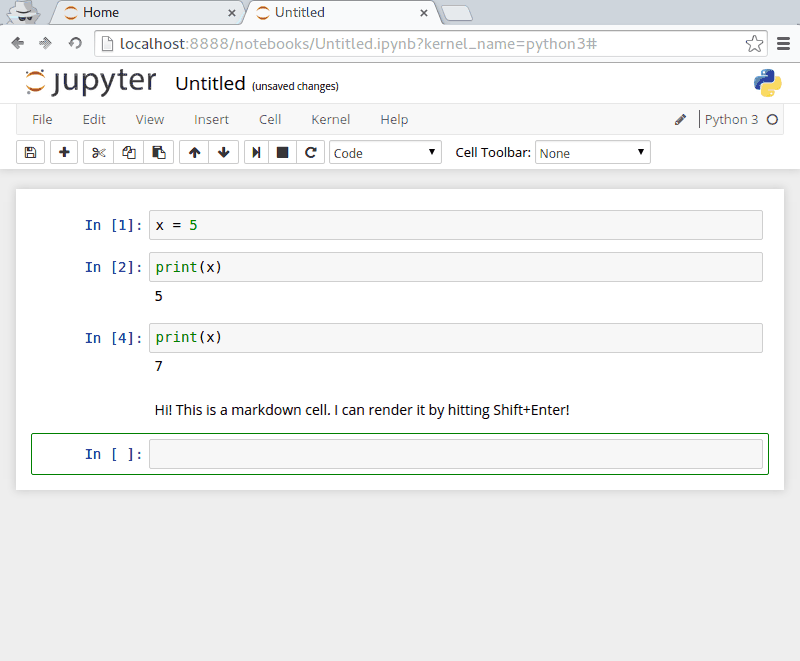 Home
Untitled
localhost:8888/notebooks/Untitled.ipynb?kernel_name=python3#
jupyter Untitled (unsaved changes)
File Edit View Insert Cell Kernel Help Python 3
Code Cell Toolbar: None
In [1]: x = 5
In [2]: print(x)
5
In [4]: print(x)
7
Hi! This is a markdown cell. I can render it by hitting Shift+Enter!
In [ ]: